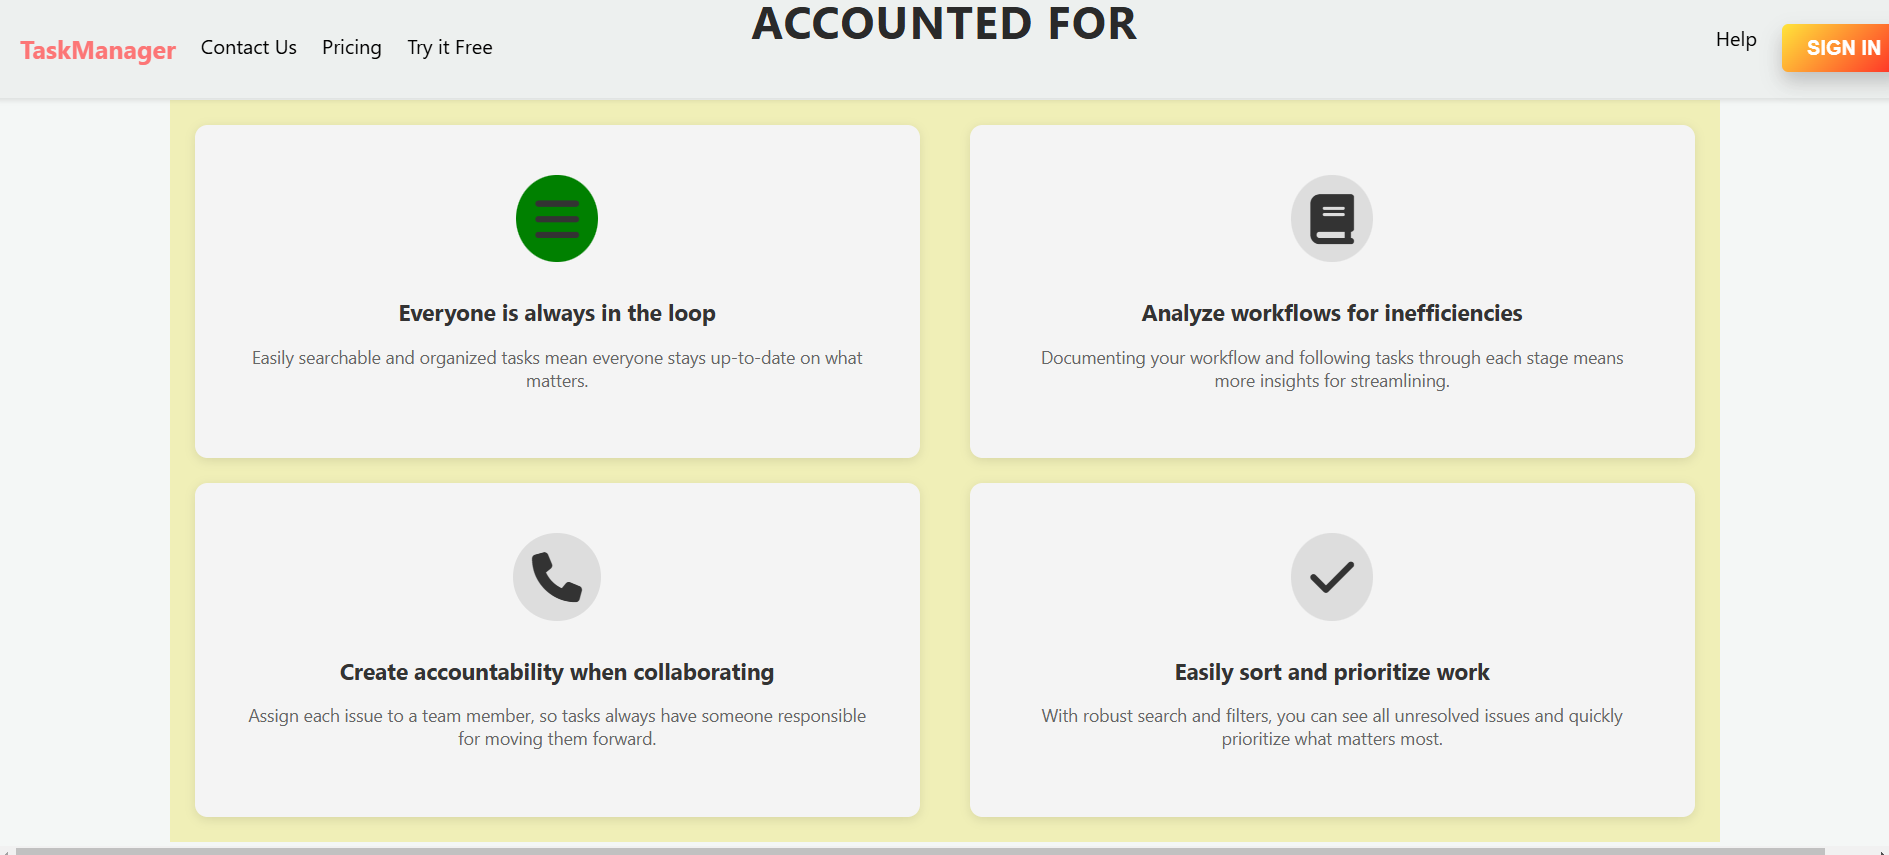 ACCOUNTED FOR
TaskManager
Contact Us
Pricing
Try it Free
Help
SIGN IN
Everyone is always in the loop
Easily searchable and organized tasks mean everyone stays up-to-date on what
matters.
Analyze workflows for inefficiencies
Documenting your workflow and following tasks through each stage means
more insights for streamlining.
Create accountability when collaborating
Assign each issue to a team member, so tasks always have someone responsible
for moving them forward.
Easily sort and prioritize work
With robust search and filters, you can see all unresolved issues and quickly
prioritize what matters most.